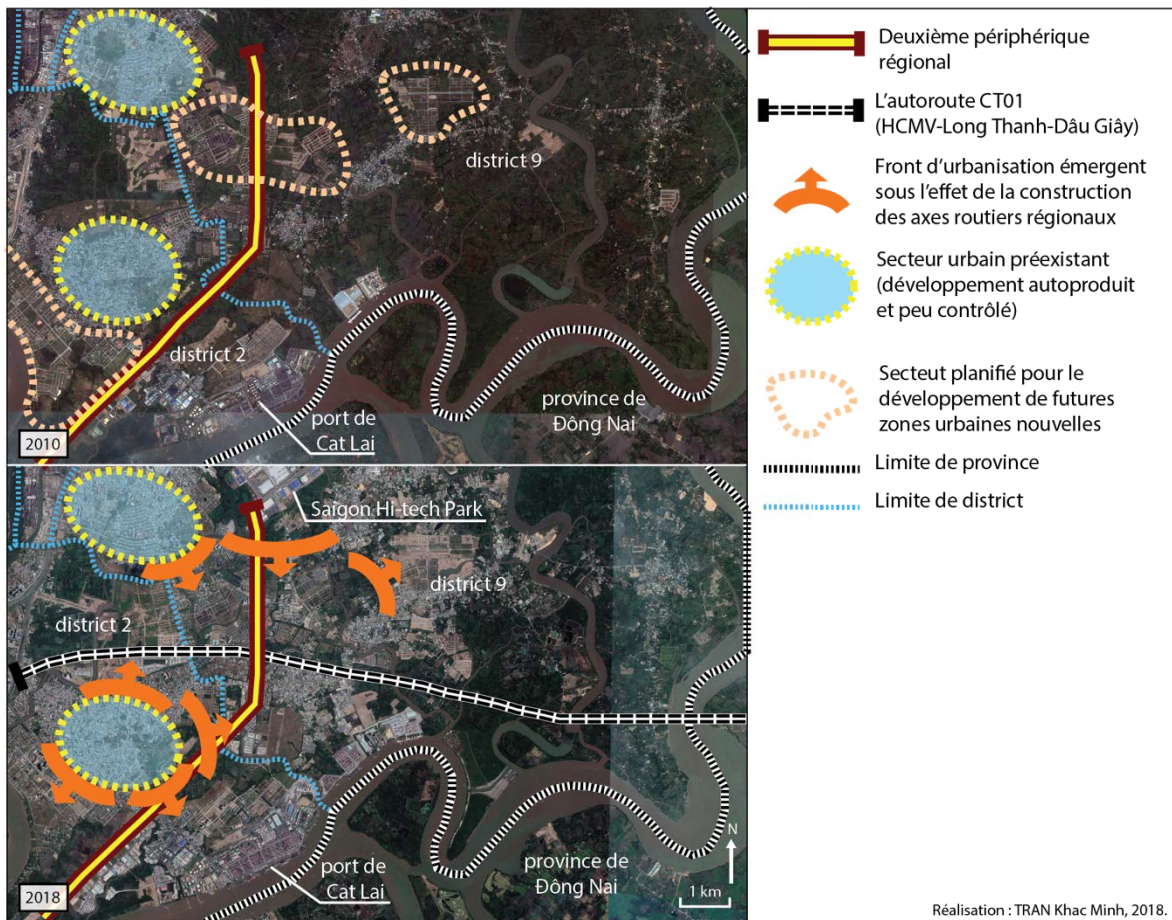 district 9
district 2
port de
Cat Lai
province de
Đông Nai
2010
Saïgon Hi-tech Park
district 9
district 2
port de
Cat Lai
province de
Đông Nai
N
1 km
2018
Deuxième périphérique
régional
L'autoroute CT01
(HCMV-Long Thanh-Dâu Giây)
Front d'urbanisation émergent
sous l'effet de la construction
des axes routiers régionaux
Secteur urbain préexistant
(développement autoproduit
et peu contrôlé)
Secteut planifié pour le
développement de futures
zones urbaines nouvelles
Limite de province
Limite de district
Réalisation : TRAN Khac Minh, 2018.